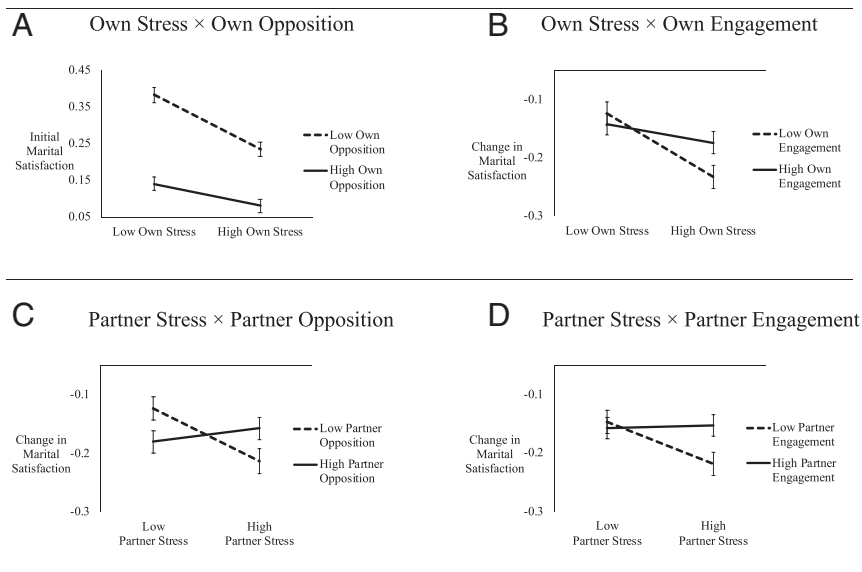 A
Own Stress × Own Opposition
0.45
0.35
0.25
0.15
0.05
Initial
Marital
Satisfaction
Low Own Stress
High Own Stress
Low Own
Opposition
High Own
Opposition
B
Own Stress × Own Engagement
-0.1
-0.2
-0.3
Change in
Marital
Satisfaction
Low Own Stress
High Own Stress
Low Own
Engagement
High Own
Engagement
C
Partner Stress × Partner Opposition
-0.1
-0.2
-0.3
Change in
Marital
Satisfaction
Low
Partner Stress
High
Partner Stress
Low Partner
Opposition
High Partner
Opposition
D
Partner Stress × Partner Engagement
-0.1
-0.2
-0.3
Change in
Marital
Satisfaction
Low
Partner Stress
High
Partner Stress
Low Partner
Engagement
High Partner
Engagement